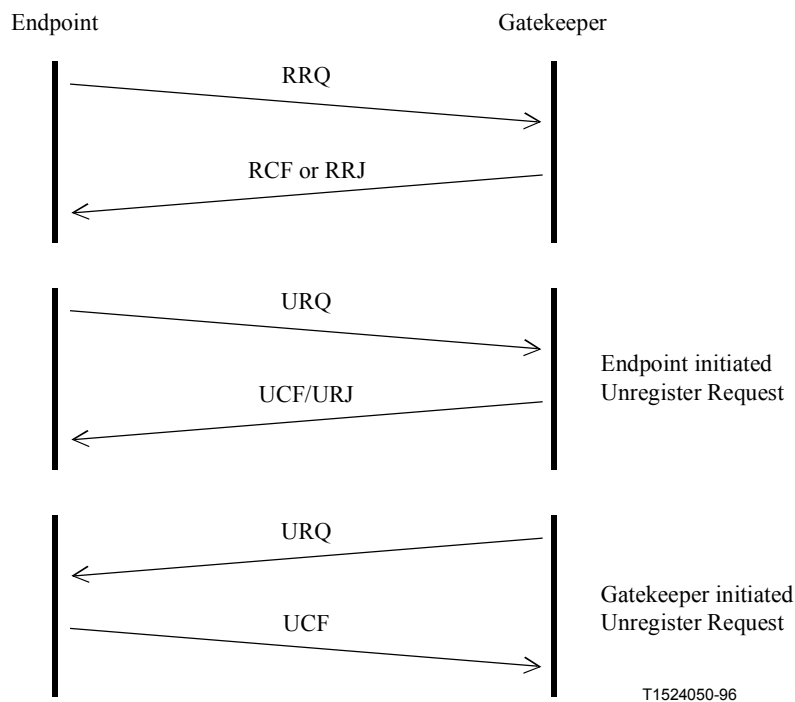 Endpoint
Gatekeeper
RRQ
RCF or RRJ
URQ
Endpoint initiated
Unregister Request
UCF/URJ
URQ
Gatekeeper initiated
Unregister Request
UCF
T1524050-96